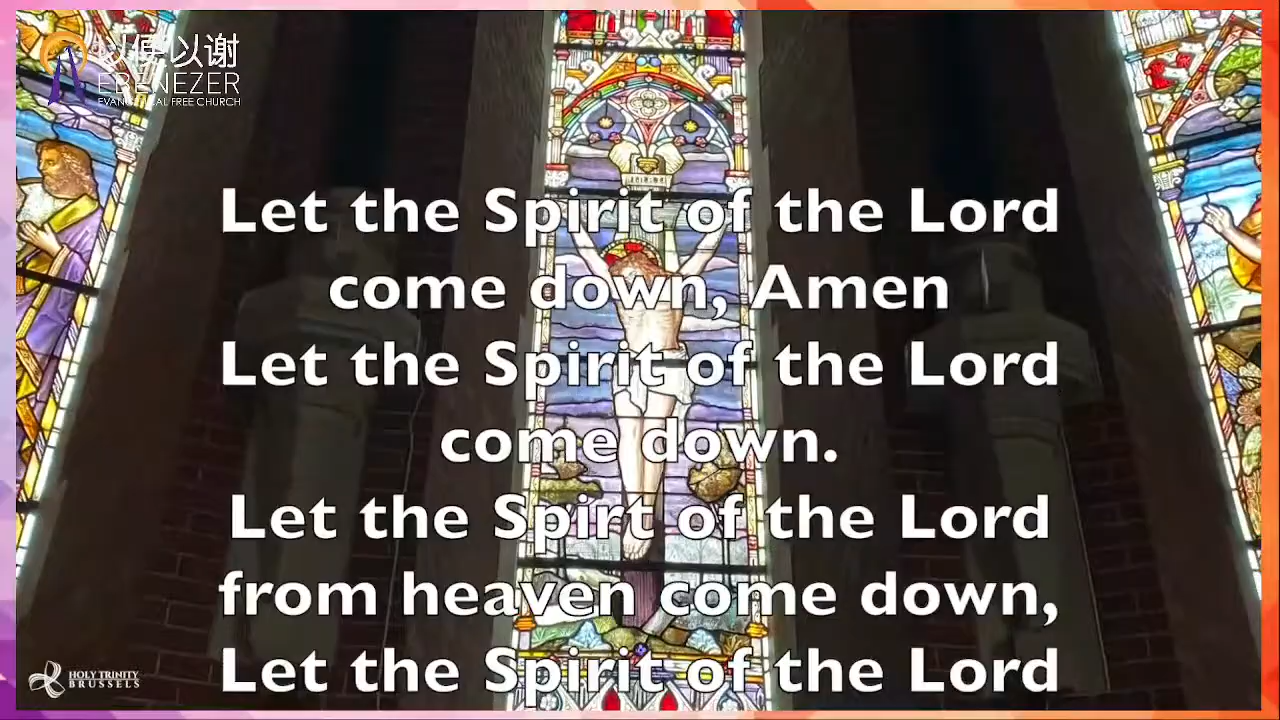 以便以谢
EBENEZER
EVANGELICAL FREE CHURCH
Let the Spirit of the Lord
come down, Amen
Let the Spirit of the Lord
come down.
Let the Spirt of the Lord
from heaven come down,
Let the Spirit of the Lord
HOLY TRINITY
BRUSSELS